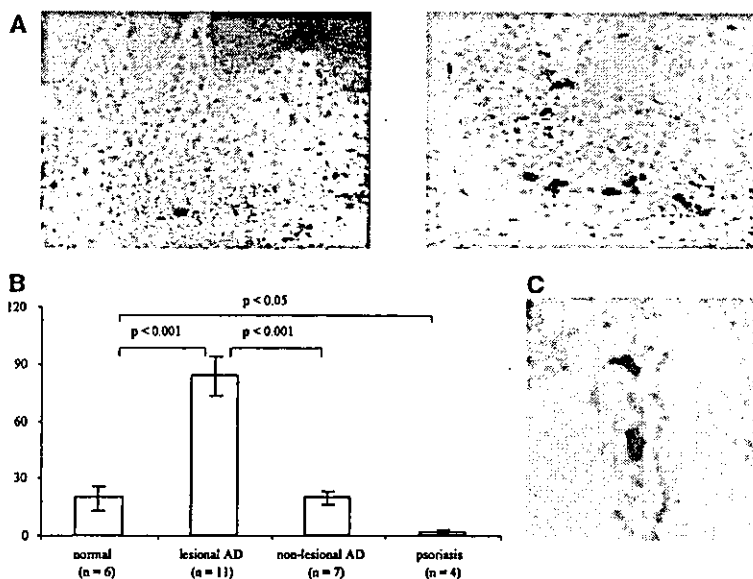 A
B
120
p < 0.05
p < 0.001 p < 0.001
90
60
30
0
normal lesional AD non-lesional AD psoriasis
(n = 6) (n = 11) (n = 7) (n = 4)
C